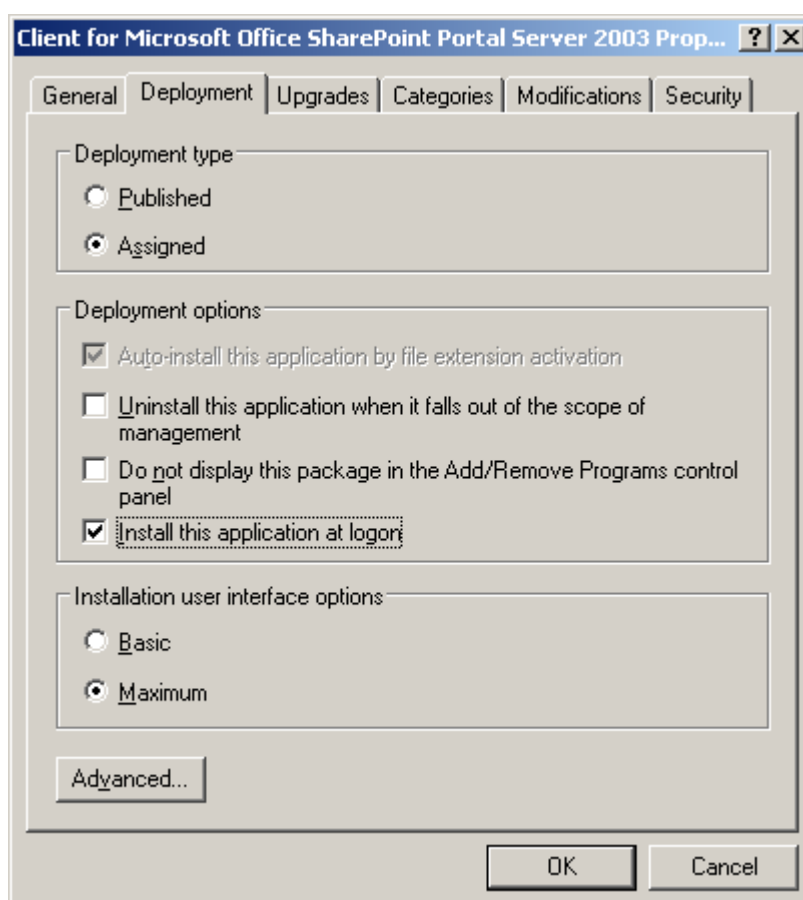 Client for Microsoft Office SharePoint Portal Server 2003 Prop...
General Deployment Upgrades Categories Modifications Security
Deployment type
Published
Assigned
Deployment options
Auto-install this application by file extension activation
Uninstall this application when it falls out of the scope of
management
Do not display this package in the Add/Remove Programs control
panel
Install this application at logon
Installation user interface options
Basic
Maximum
Advanced...
OK Cancel